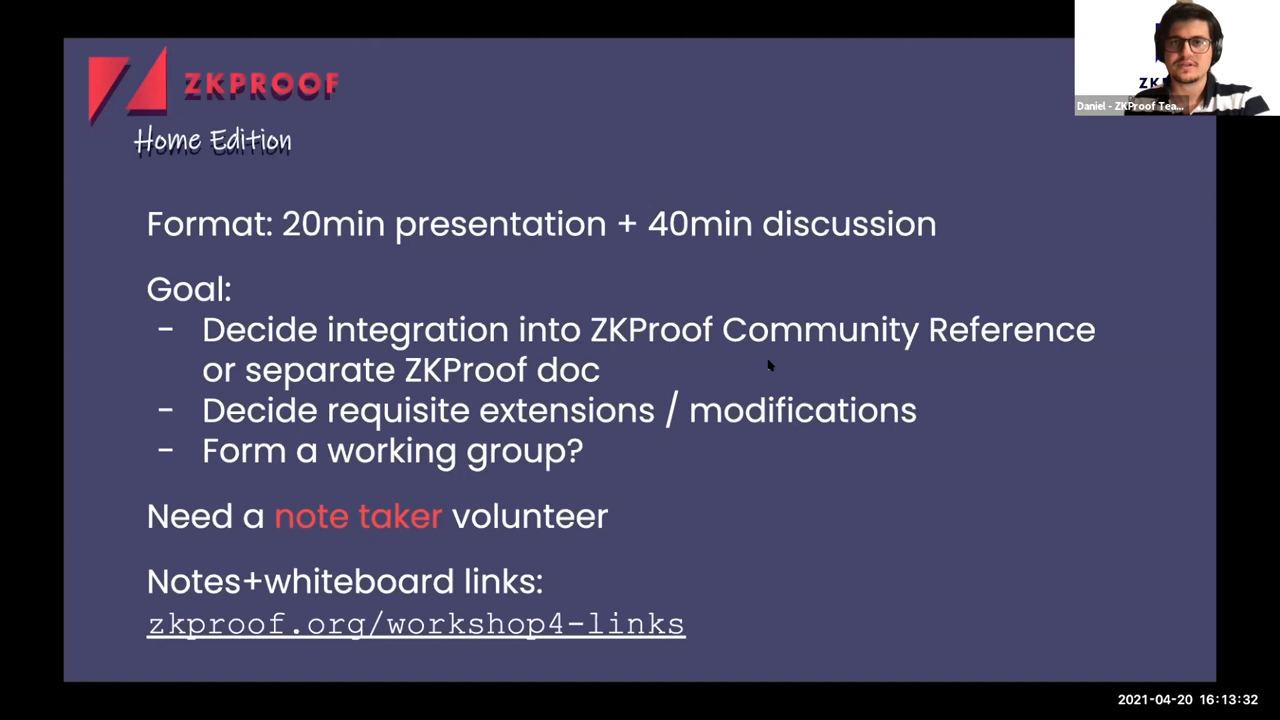 ZKPROOF
Home Edition
Format: 20min presentation + 40min discussion
Goal:
- Decide integration into ZKProof Community Reference
or separate ZKProof doc
- Decide requisite extensions / modifications
- Form a working group?
Need a note taker volunteer
Notes+whiteboard links:
zkproof.org/workshop4-links
ZK
Daniel - ZKProof Tea...
2021-04-20 16:13:32